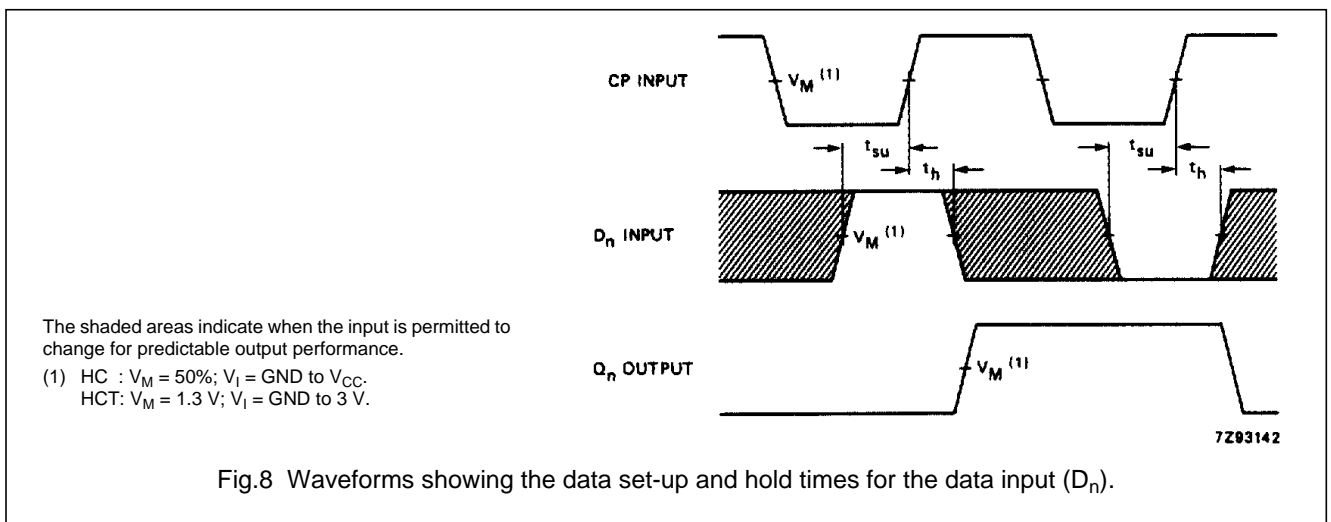 CP INPUT
V_M (1)
t_su
t_su
t_h
t_h
D_n INPUT
V_M (1)
The shaded areas indicate when the input is permitted to
change for predictable output performance.
(1) HC : V_M = 50%; V_I = GND to V_CC.
HCT: V_M = 1.3 V; V_I = GND to 3 V.
Q_n OUTPUT
V_M (1)
7Z93142
Fig.8 Waveforms showing the data set-up and hold times for the data input (D_n).